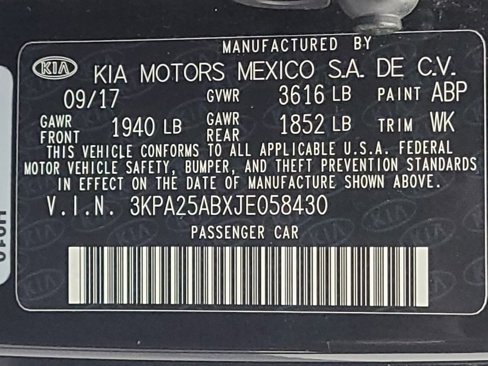 MANUFACTURED BY
KIA KIA MOTORS MEXICO S.A. DE C.V.
09/17 GVWR 3616 LB PAINT ABP
GAWR FRONT 1940 LB GAWR REAR 1852 LB TRIM WK
THIS VEHICLE CONFORMS TO ALL APPLICABLE U.S.A. FEDERAL
MOTOR VEHICLE SAFETY, BUMPER, AND THEFT PREVENTION STANDARDS
IN EFFECT ON THE DATE OF MANUFACTURE SHOWN ABOVE.
V.I.N. 3KPA25ABXJE058430
PASSENGER CAR